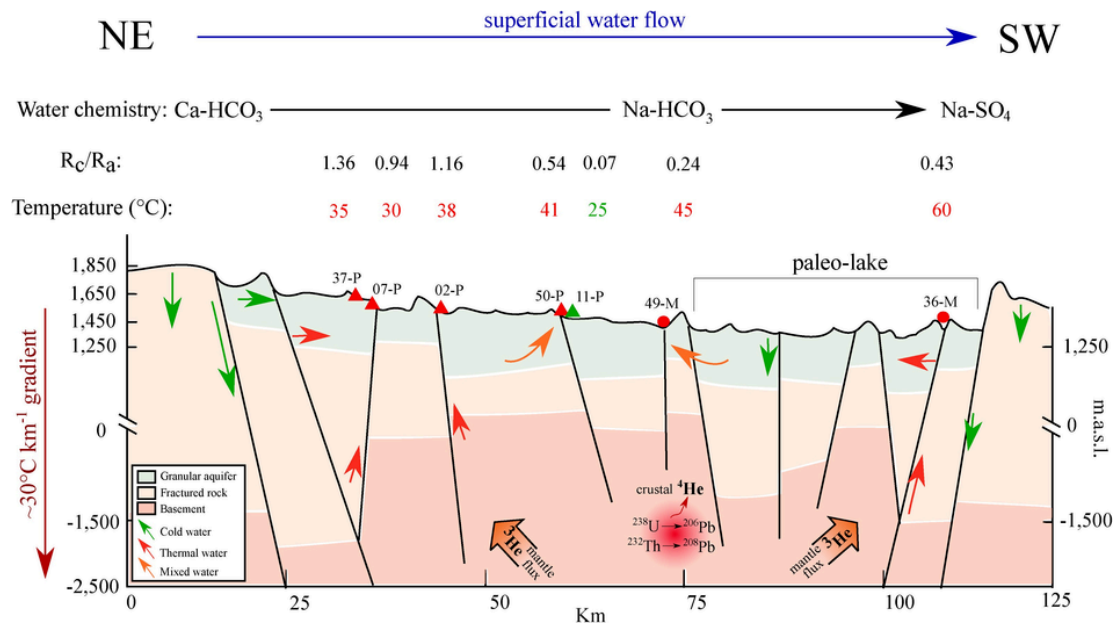 superficial water flow
NE
SW
Water chemistry: Ca-HCO₃ Na-HCO₃ Na-SO₄
Rc/Ra: 1.36 0.94 1.16 0.54 0.07 0.24 0.43
Temperature (°C): 35 30 38 41 25 45 60
paleo-lake
37-P
07-P
02-P
50-P
11-P
49-M
36-M
1,850
1,650
1,450
1,250
0
-1,500
-2,500
~30°C km⁻¹ gradient
1,250
0
-1,500
m.a.s.l.
Granular aquifer
Fractured rock
Basement
Cold water
Thermal water
Mixed water
³He
mantle
flux
crustal ⁴He
²³⁸U → ²⁰⁶Pb
²³²Th → ²⁰⁸Pb
mantle
flux
³He
0 25 50 75 100 125
Km